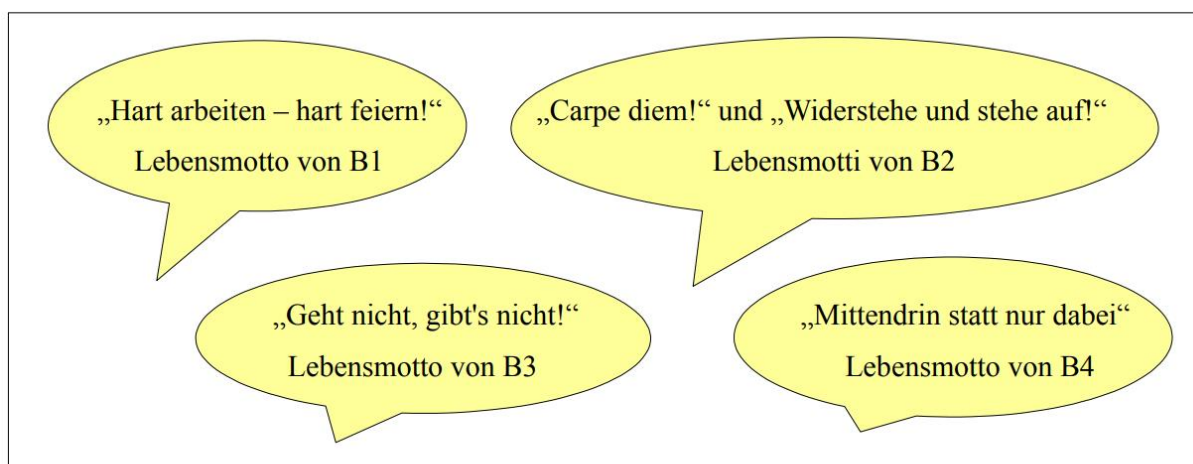 „Hart arbeiten – hart feiern!“
Lebensmotto von B1
„Carpe diem!“ und „Widerstehe und stehe auf!“
Lebensmotti von B2
„Geht nicht, gibt's nicht!“
Lebensmotto von B3
„Mittendrin statt nur dabei“
Lebensmotto von B4